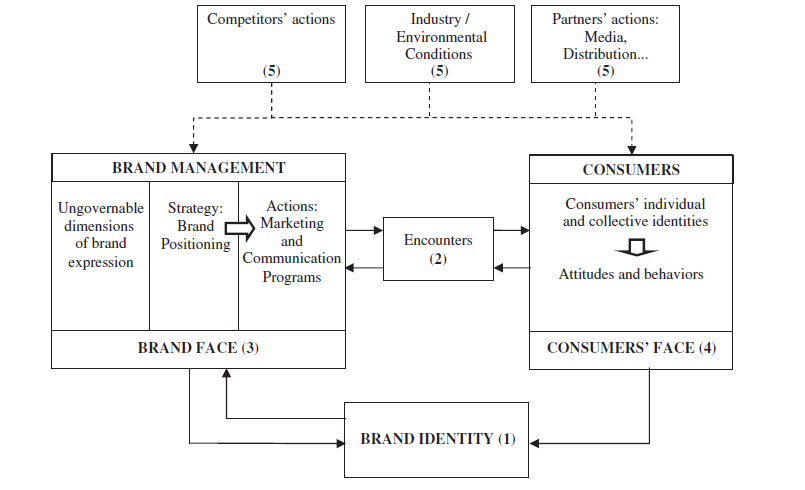 Competitors' actions
(5)
Industry /
Environmental
Conditions
(5)
Partners' actions:
Media,
Distribution...
(5)
BRAND MANAGEMENT
Ungovernable
dimensions
of brand
expression
Strategy:
Brand
Positioning
Actions:
Marketing
and
Communication
Programs
BRAND FACE (3)
Encounters
(2)
CONSUMERS
Consumers' individual
and collective identities
Attitudes and behaviors
CONSUMERS' FACE (4)
BRAND IDENTITY (1)